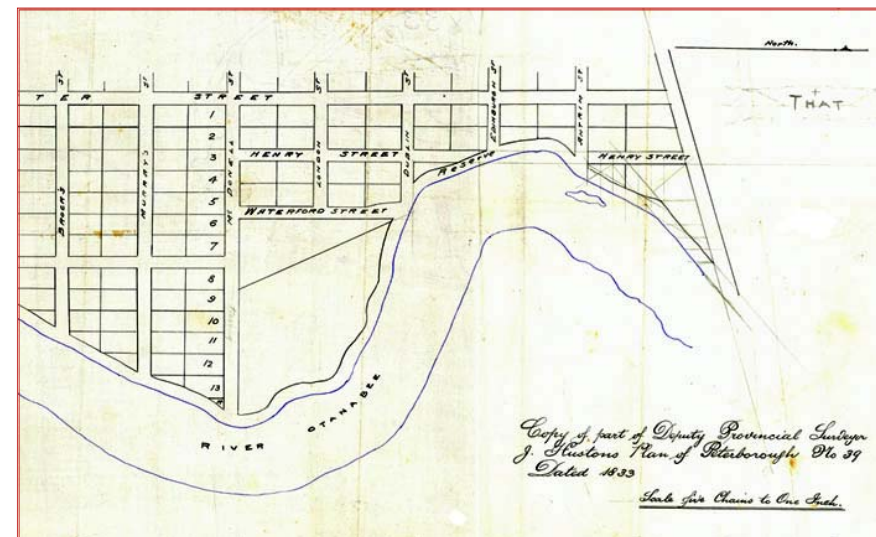 North.
THAT
ST
ST
ST
ST
ST
EDINBURGH ST
ANTRIM ST
TER STREET
BROCK'S
MURRAY'S
McDONELL
LONDON
DUBLIN
1
2
3
4
5
6
7
8
9
10
11
12
13
HENRY STREET
Reserve
HENRY STREET
WATERFORD STREET
RIVER OTANABEE
Copy of part of Deputy Provincial Surveyor
J. Hustons Plan of Peterborough No 39
Dated 1833
Scale five Chains to One Inch.